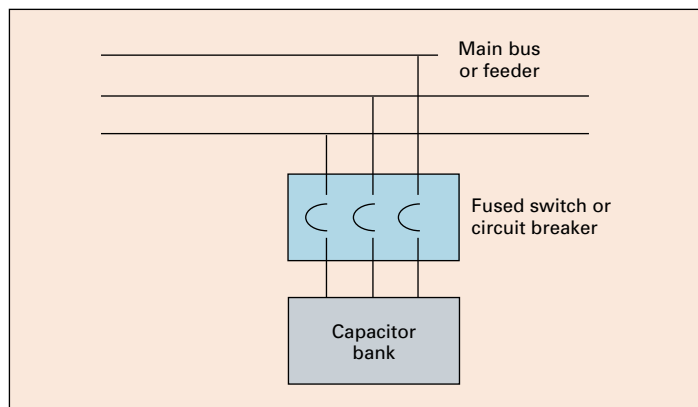 Main bus
or feeder
Fused switch or
circuit breaker
Capacitor
bank